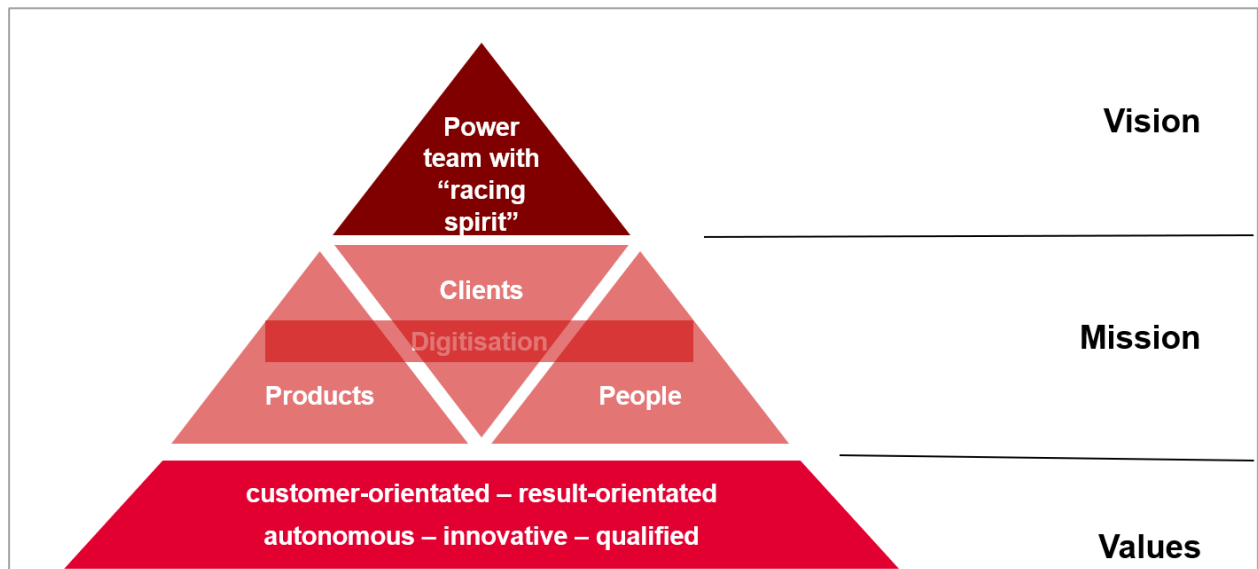 Power
team with
“racing
spirit”
Vision
Clients
Digitisation
Mission
Products
People
customer-orientated – result-orientated
autonomous – innovative – qualified
Values